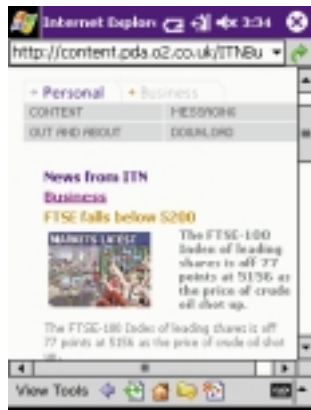 Internet Explor 3:34
http://content.pda.o2.co.uk/ITNBu
Personal Business
CONTENT MESSAGING
OUT AND ABOUT DOWNLOAD
News from ITN
Business
FTSE falls below 5200
MARKETS LATEST
The FTSE-100
Index of leading
shares is off 77
points at 5156 as
the price of crude
oil shot up.
The FTSE-100 Index of leading shares is off
77 points at 5156 as the price of crude oil shot
up.
View Tools